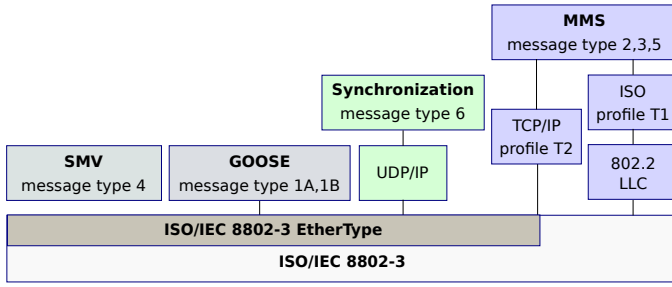 MMS
message type 2,3,5
Synchronization
message type 6
ISO
profile T1
TCP/IP
profile T2
SMV
message type 4
GOOSE
message type 1A,1B
UDP/IP
802.2
LLC
ISO/IEC 8802-3 EtherType
ISO/IEC 8802-3